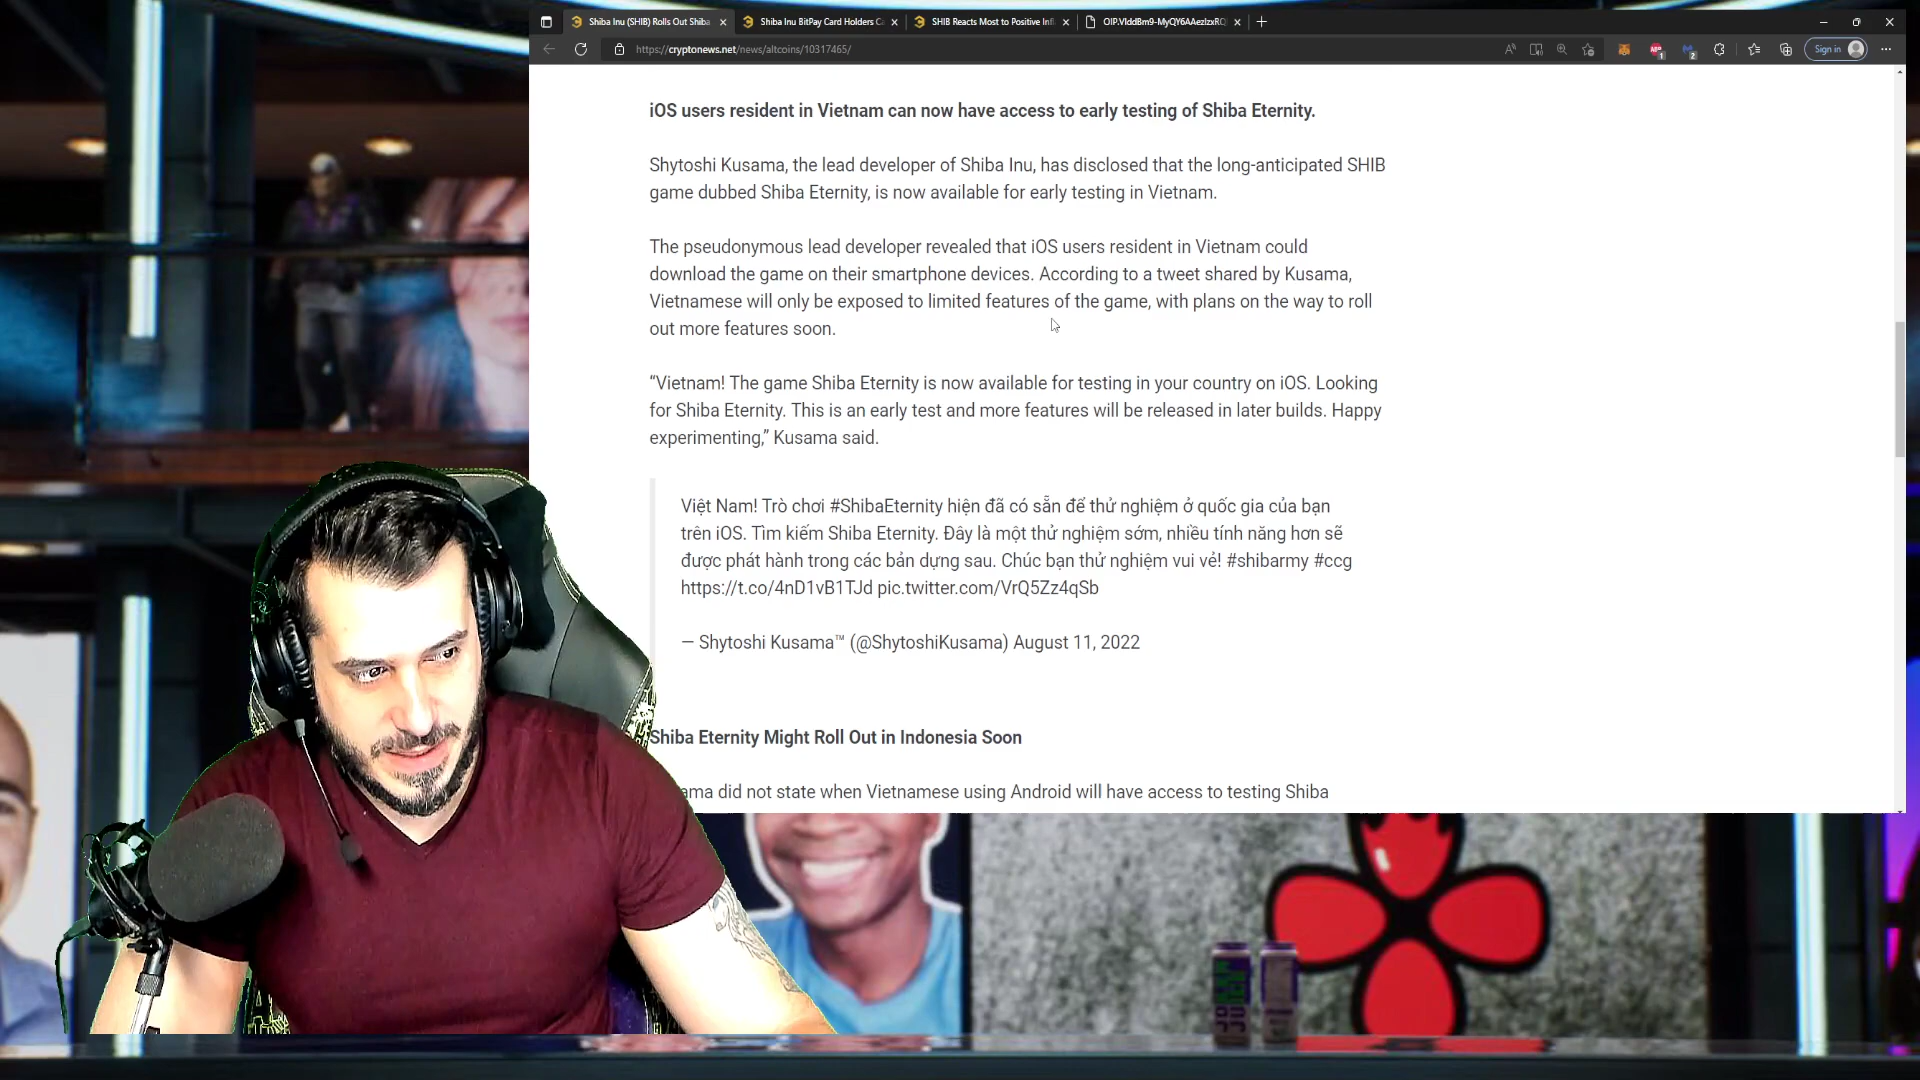 Shiba Inu (SHIB) Rolls Out Shiba
Shiba Inu BitPay Card Holders C
SHIB Reacts Most to Positive Infl
https://cryptonews.net/news/altcoins/10317465/
Sign in
iOS users resident in Vietnam can now have access to early testing of Shiba Eternity.
Shytoshi Kusama, the lead developer of Shiba Inu, has disclosed that the long-anticipated SHIB
game dubbed Shiba Eternity, is now available for early testing in Vietnam.
The pseudonymous lead developer revealed that iOS users resident in Vietnam could
download the game on their smartphone devices. According to a tweet shared by Kusama,
Vietnamese will only be exposed to limited features of the game, with plans on the way to roll
out more features soon.
“Vietnam! The game Shiba Eternity is now available for testing in your country on iOS. Looking
for Shiba Eternity. This is an early test and more features will be released in later builds. Happy
experimenting,” Kusama said.
Việt Nam! Trò chơi #ShibaEternity hiện đã có sẵn để thử nghiệm ở quốc gia của bạn
trên iOS. Tìm kiếm Shiba Eternity. Đây là một thử nghiệm sớm, nhiều tính năng hơn sẽ
được phát hành trong các bản dựng sau. Chúc bạn thử nghiệm vui vẻ! #shibarmy #ccg
https://t.co/4nD1vB1TJd pic.twitter.com/VrQ5Zz4qSb
— Shytoshi Kusama™ (@ShytoshiKusama) August 11, 2022
Shiba Eternity Might Roll Out in Indonesia Soon
ama did not state when Vietnamese using Android will have access to testing Shiba